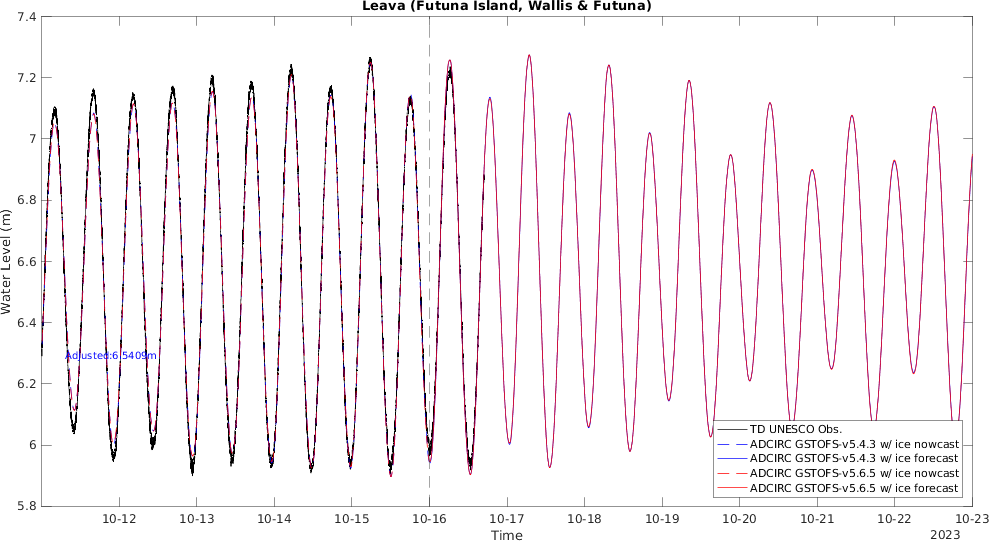 Leava (Futuna Island, Wallis & Futuna)
7.4
7.2
7
6.8
6.6
6.4
6.2
6
5.8
Water Level (m)
Adjusted:6.5409m
TD UNESCO Obs.
ADCIRC GSTOFS-v5.4.3 w/ ice nowcast
ADCIRC GSTOFS-v5.4.3 w/ ice forecast
ADCIRC GSTOFS-v5.6.5 w/ ice nowcast
ADCIRC GSTOFS-v5.6.5 w/ ice forecast
10-12 10-13 10-14 10-15 10-16 10-17 10-18 10-19 10-20 10-21 10-22 10-23
Time
2023